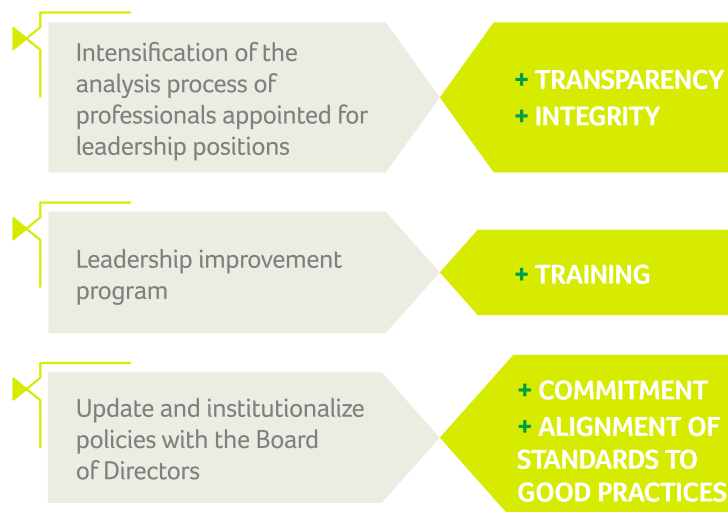 Intensification of the
analysis process of
professionals appointed for
leadership positions
+ TRANSPARENCY
+ INTEGRITY
Leadership improvement
program
+ TRAINING
Update and institutionalize
policies with the Board
of Directors
+ COMMITMENT
+ ALIGNMENT OF
STANDARDS TO
GOOD PRACTICES